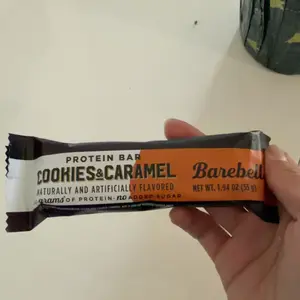 PROTEIN BAR
COOKIES&CARAMEL
NATURALLY AND ARTIFICIALLY FLAVORED
grams OF PROTEIN · no ADDED SUGAR
Barebell
NET WT. 1.94 OZ (55 g)